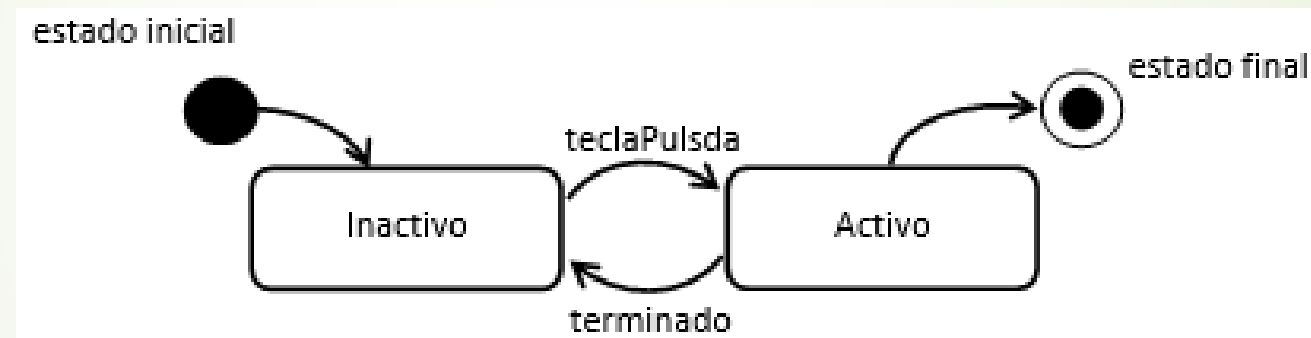 estado inicial
estado final
teclaPulsda
Inactivo
Activo
terminado